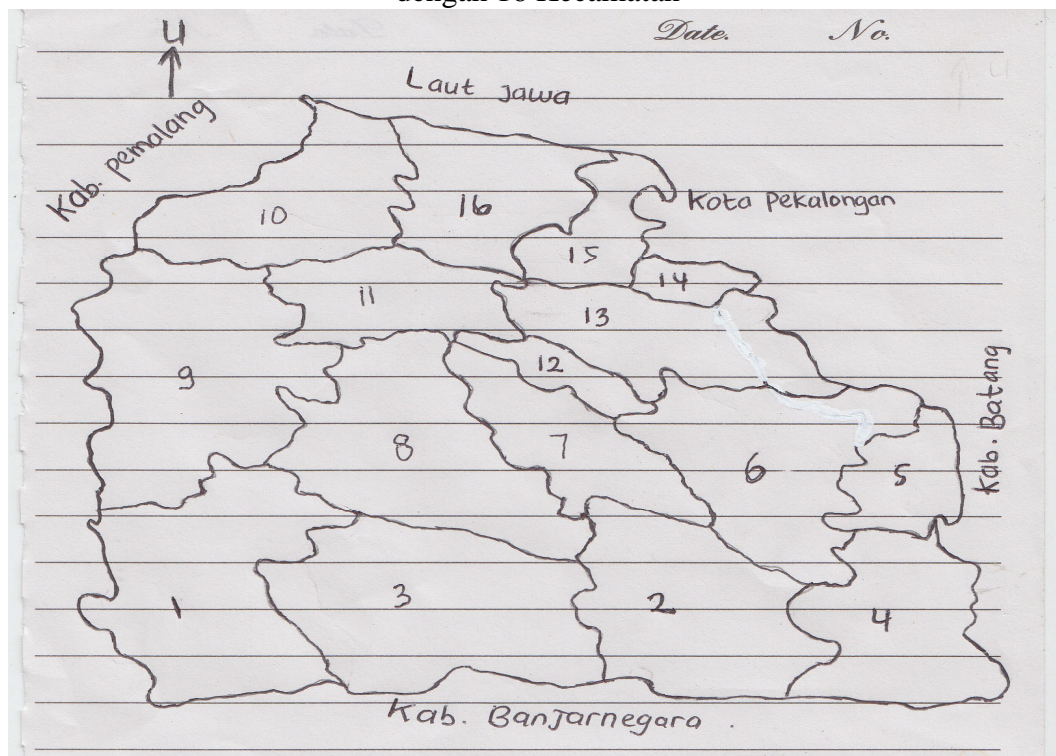 dengan 16 Kecamatan
Date. No.
U
Laut Jawa
Kab. Pemalang
Kota Pekalongan
10
16
15
14
11
13
12
9
8
7
6
5
Kab. Batang
1
3
2
4
Kab. Banjarnegara .